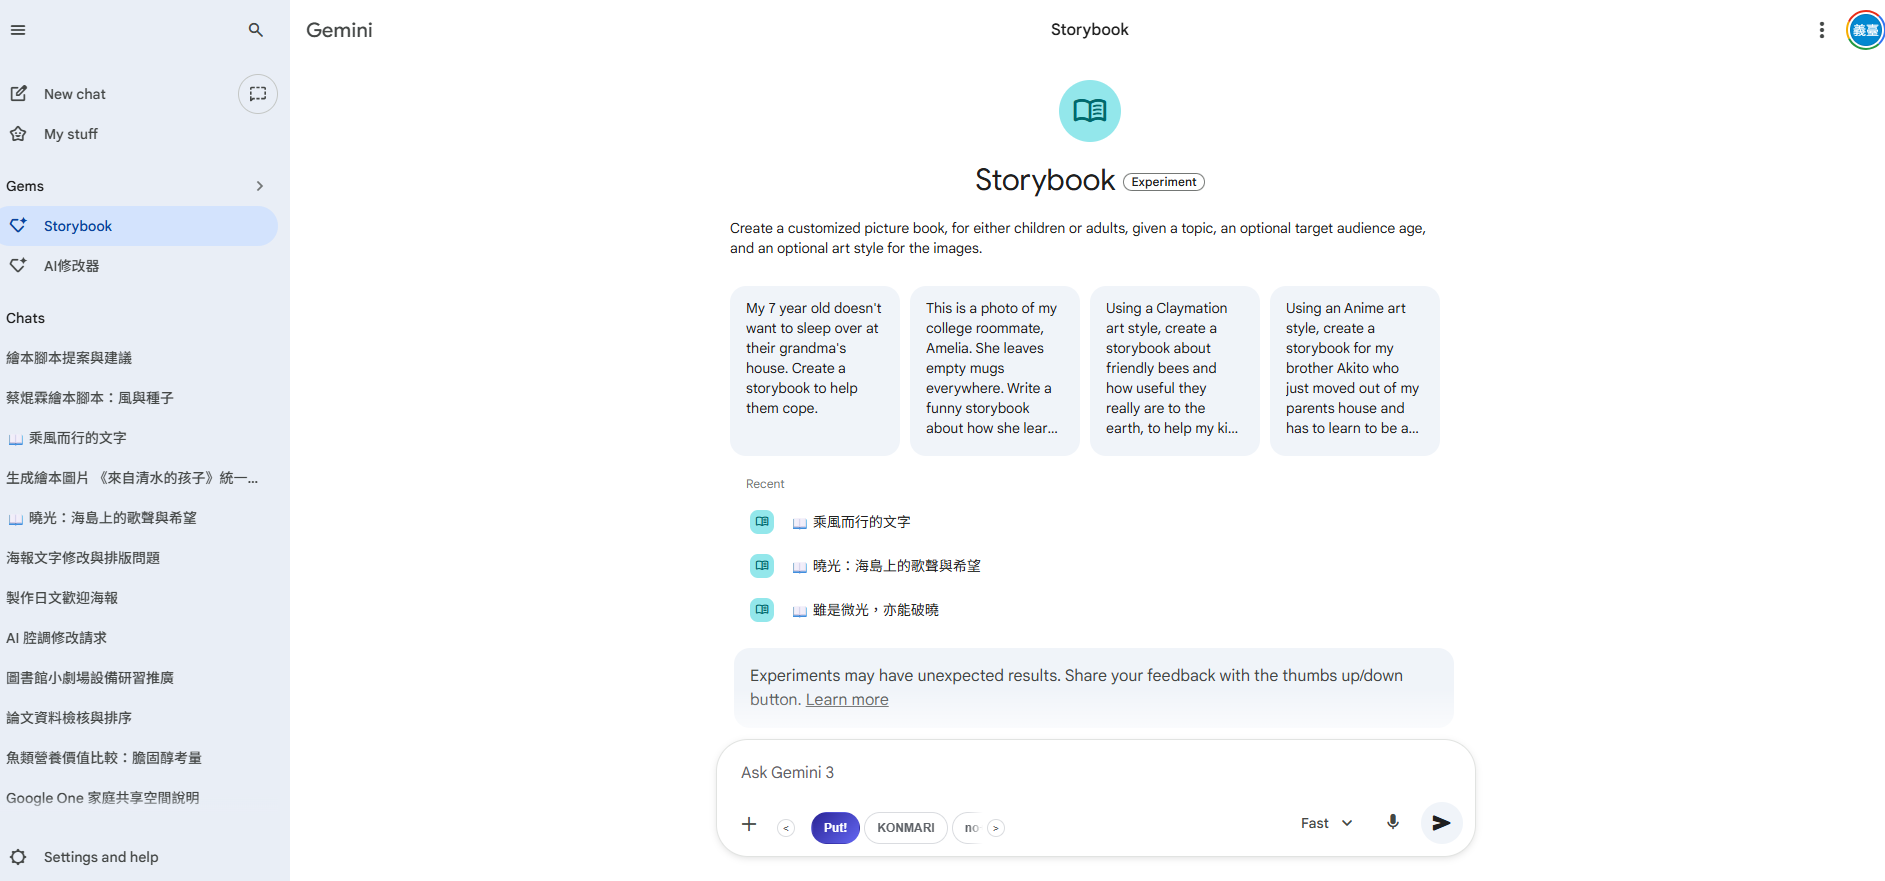 Gemini
Storybook
義臺
New chat
My stuff
Gems
Storybook
AI修改器
Chats
繪本腳本提案與建議
蔡焜霖繪本腳本：風與種子
📖 乘風而行的文字
生成繪本圖片 《來自清水的孩子》統一...
📖 曉光：海島上的歌聲與希望
海報文字修改與排版問題
製作日文歡迎海報
AI 腔調修改請求
圖書館小劇場設備研習推廣
論文資料檢核與排序
魚類營養價值比較：膽固醇考量
Google One 家庭共享空間說明
Settings and help
Storybook Experiment
Create a customized picture book, for either children or adults, given a topic, an optional target audience age,
and an optional art style for the images.
My 7 year old doesn't
want to sleep over at
their grandma's
house. Create a
storybook to help
them cope.
This is a photo of my
college roommate,
Amelia. She leaves
empty mugs
everywhere. Write a
funny storybook
about how she lear...
Using a Claymation
art style, create a
storybook about
friendly bees and
how useful they
really are to the
earth, to help my ki...
Using an Anime art
style, create a
storybook for my
brother Akito who
just moved out of my
parents house and
has to learn to be a...
Recent
📖 乘風而行的文字
📖 曉光：海島上的歌聲與希望
📖 雖是微光，亦能破曉
Experiments may have unexpected results. Share your feedback with the thumbs up/down
button. Learn more
Ask Gemini 3
< Put! KONMARI no >
Fast